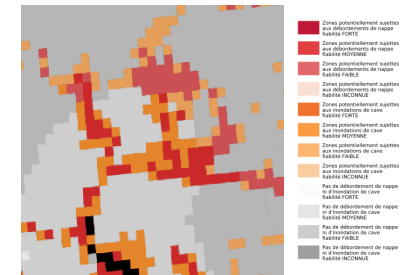 Zones potentiellement sujettes
aux débordements de nappe
fiabilité FORTE
Zones potentiellement sujettes
aux débordements de nappe
fiabilité MOYENNE
Zones potentiellement sujettes
aux débordements de nappe
fiabilité FAIBLE
Zones potentiellement sujettes
aux débordements de nappe
fiabilité INCONNUE
Zones potentiellement sujettes
aux inondations de cave
fiabilité FORTE
Zones potentiellement sujettes
aux inondations de cave
fiabilité MOYENNE
Zones potentiellement sujettes
aux inondations de cave
fiabilité FAIBLE
Zones potentiellement sujettes
aux inondations de cave
fiabilité INCONNUE
Pas de débordement de nappe
ni d'inondation de cave
fiabilité FORTE
Pas de débordement de nappe
ni d'inondation de cave
fiabilité MOYENNE
Pas de débordement de nappe
ni d'inondation de cave
fiabilité FAIBLE
Pas de débordement de nappe
ni d'inondation de cave
fiabilité INCONNUE